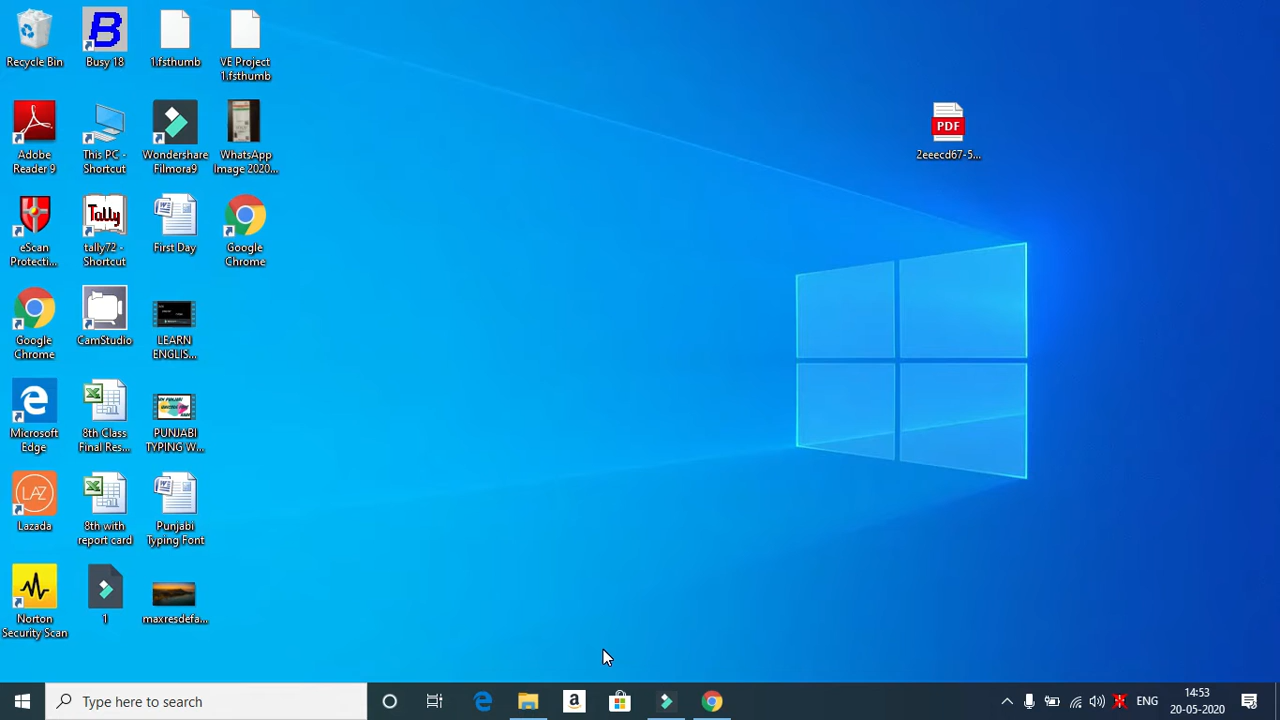 Recycle Bin
Busy 18
1.fsthumb
VE Project
1.fsthumb
PDF
2eeecd67-5...
Adobe
Reader 9
This PC -
Shortcut
Wondershare
Filmora9
WhatsApp
Image 2020...
eScan
Protecti...
Tally
tally72 -
Shortcut
First Day
Google
Chrome
Google
Chrome
CamStudio
LEARN
ENGLIS...
Microsoft
Edge
8th Class
Final Res...
PUNJABI
TYPING W...
LAZ
Lazada
8th with
report card
Punjabi
Typing Font
Norton
Security Scan
1
maxresdefa...
Type here to search
ENG
14:53
20-05-2020